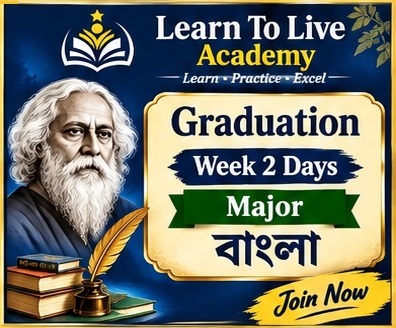 Learn To Live
Academy
Learn • Practice • Excel
Graduation
Week 2 Days
Major
বাংলা
Join Now